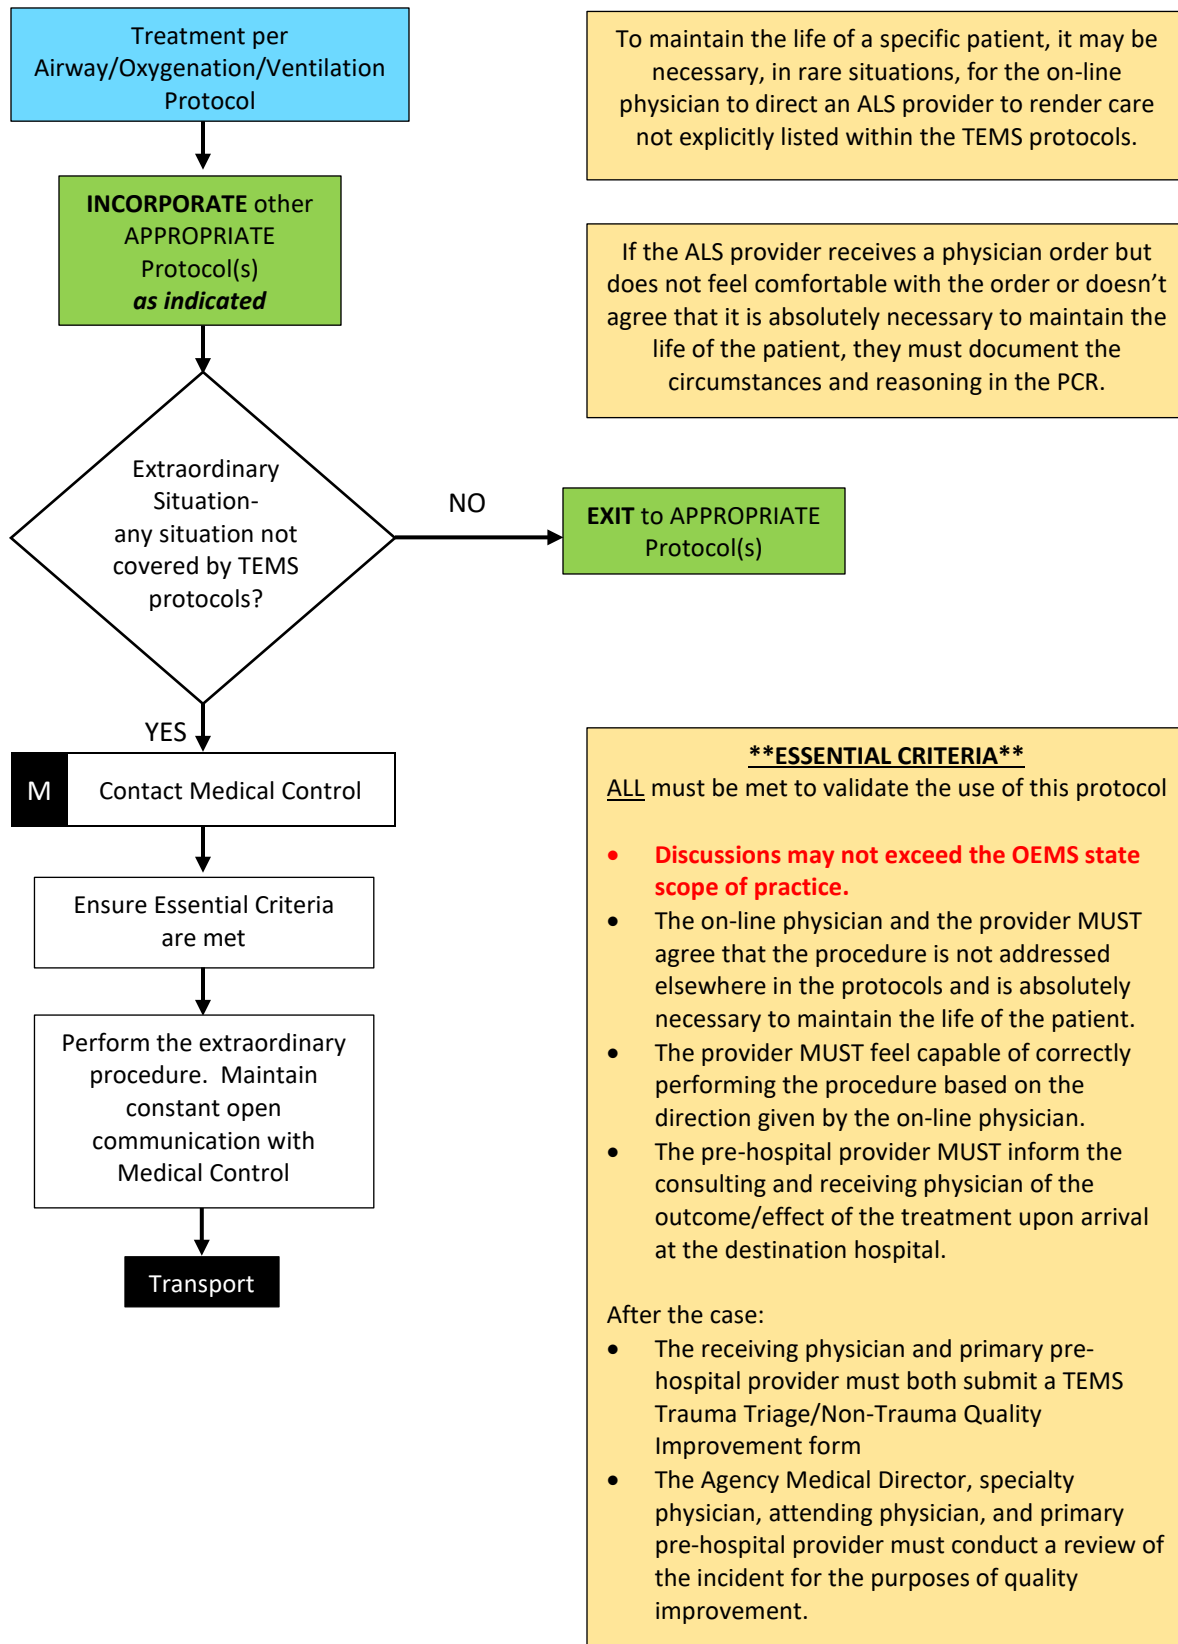 Treatment per
Airway/Oxygenation/Ventilation
Protocol
INCORPORATE other
APPROPRIATE
Protocol(s)
as indicated
Extraordinary
Situation-
any situation not
covered by TEMS
protocols?
NO
EXIT to APPROPRIATE
Protocol(s)
YES
M
Contact Medical Control
Ensure Essential Criteria
are met
Perform the extraordinary
procedure.  Maintain
constant open
communication with
Medical Control
Transport
To maintain the life of a specific patient, it may be
necessary, in rare situations, for the on-line
physician to direct an ALS provider to render care
not explicitly listed within the TEMS protocols.
If the ALS provider receives a physician order but
does not feel comfortable with the order or doesn’t
agree that it is absolutely necessary to maintain the
life of the patient, they must document the
circumstances and reasoning in the PCR.
**ESSENTIAL CRITERIA**
ALL must be met to validate the use of this protocol
• Discussions may not exceed the OEMS state
scope of practice.
• The on-line physician and the provider MUST
agree that the procedure is not addressed
elsewhere in the protocols and is absolutely
necessary to maintain the life of the patient.
• The provider MUST feel capable of correctly
performing the procedure based on the
direction given by the on-line physician.
• The pre-hospital provider MUST inform the
consulting and receiving physician of the
outcome/effect of the treatment upon arrival
at the destination hospital.
After the case:
• The receiving physician and primary pre-
hospital provider must both submit a TEMS
Trauma Triage/Non-Trauma Quality
Improvement form
• The Agency Medical Director, specialty
physician, attending physician, and primary
pre-hospital provider must conduct a review of
the incident for the purposes of quality
improvement.